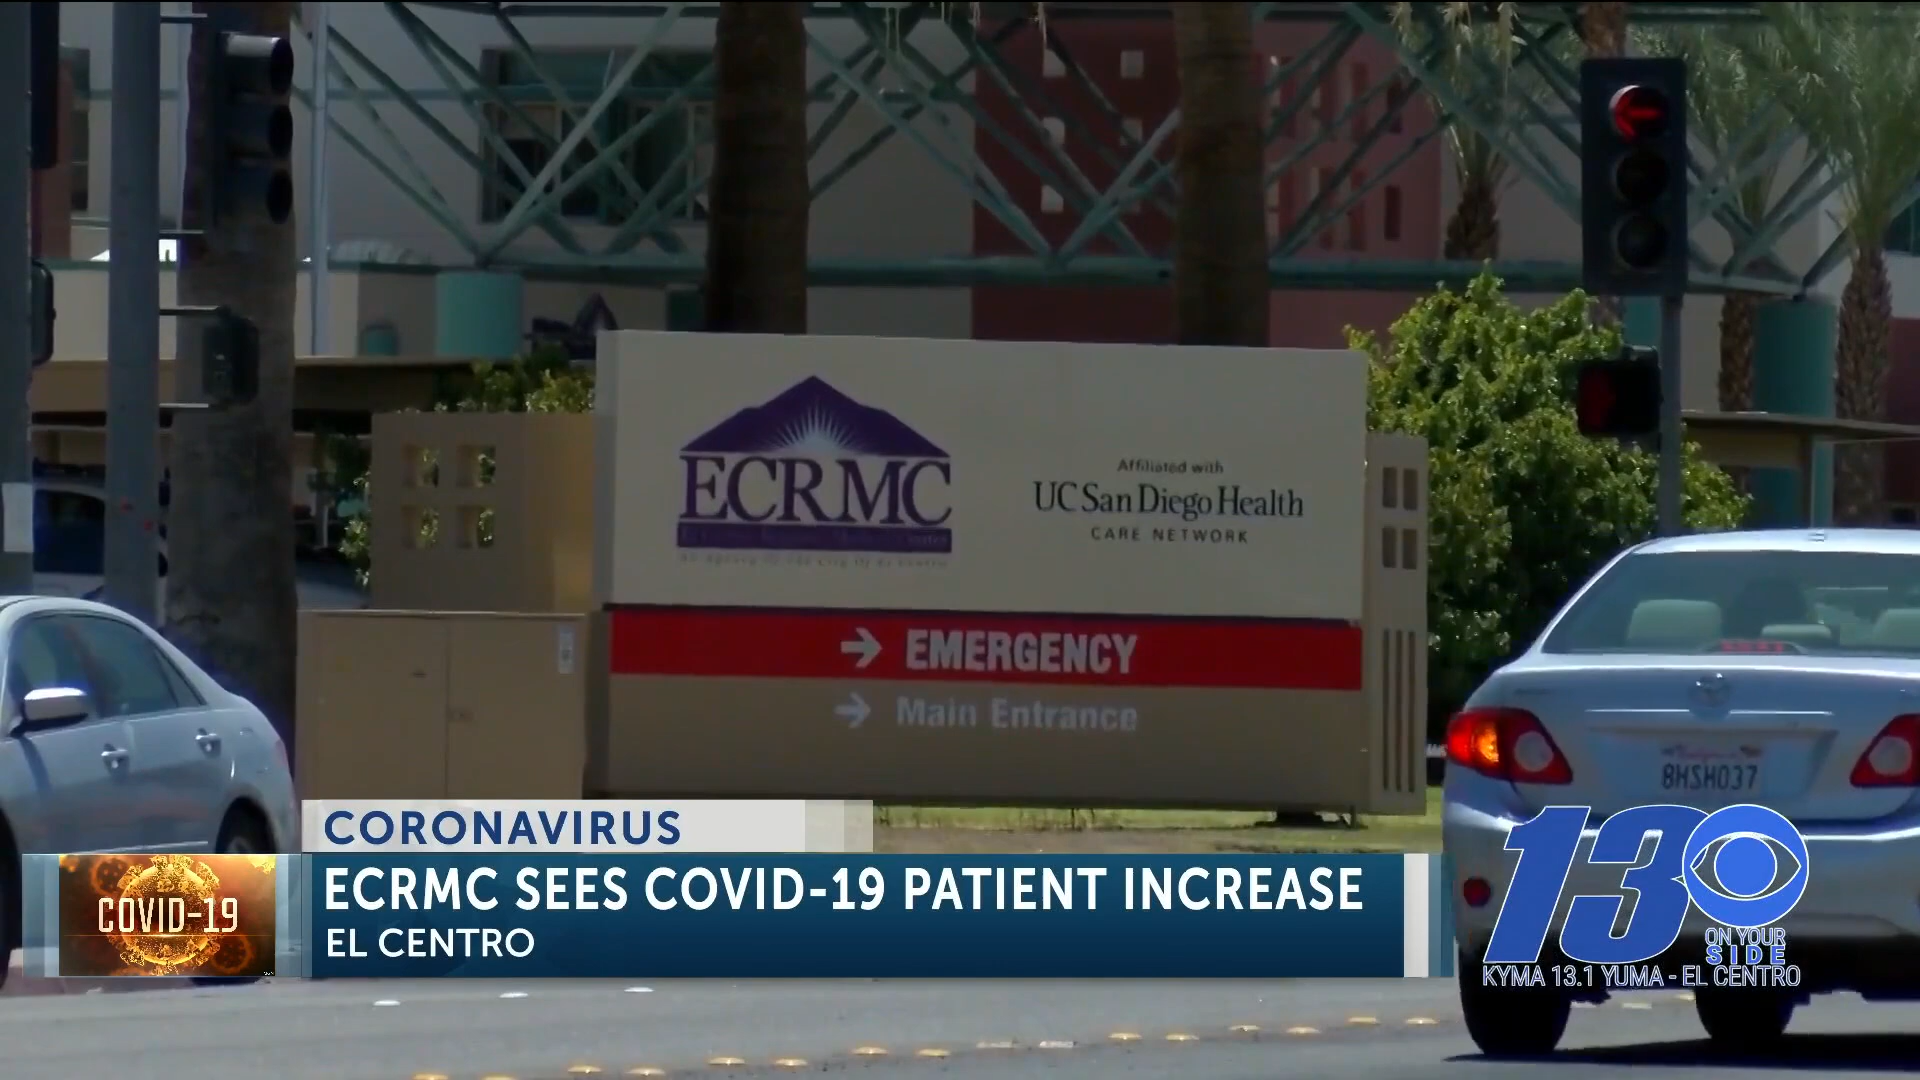 ECRMC
Affiliated with
UC San Diego Health
CARE NETWORK
EMERGENCY
Main Entrance
8HSH037
CORONAVIRUS
COVID-19
ECRMC SEES COVID-19 PATIENT INCREASE
EL CENTRO
13
ON YOUR
SIDE
KYMA 13.1 YUMA - EL CENTRO